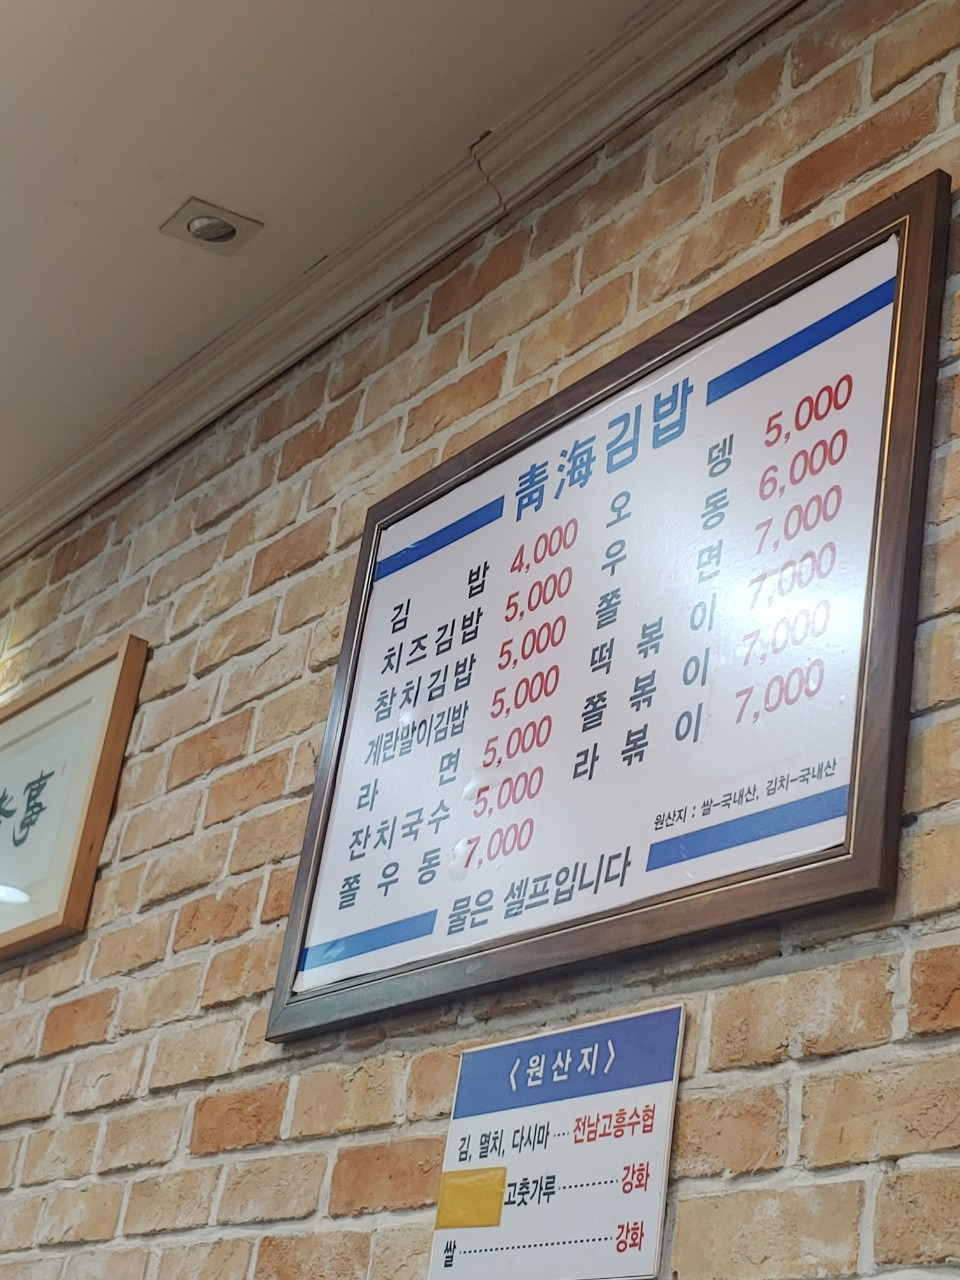 靑海김밥
김밥 4,000
치즈김밥 5,000
참치김밥 5,000
계란말이김밥 5,000
라면 5,000
잔치국수 5,000
쫄우동 7,000
오뎅 5,000
우동 6,000
쫄면 7,000
떡볶이 7,000
쫄볶이 7,000
라볶이 7,000
원산지 : 쌀-국내산, 김치-국내산
물은 셀프입니다
<원산지>
김, 멸치, 다시마 ···· 전남고흥수협
고춧가루 ········· 강화
쌀 ···················· 강화
事